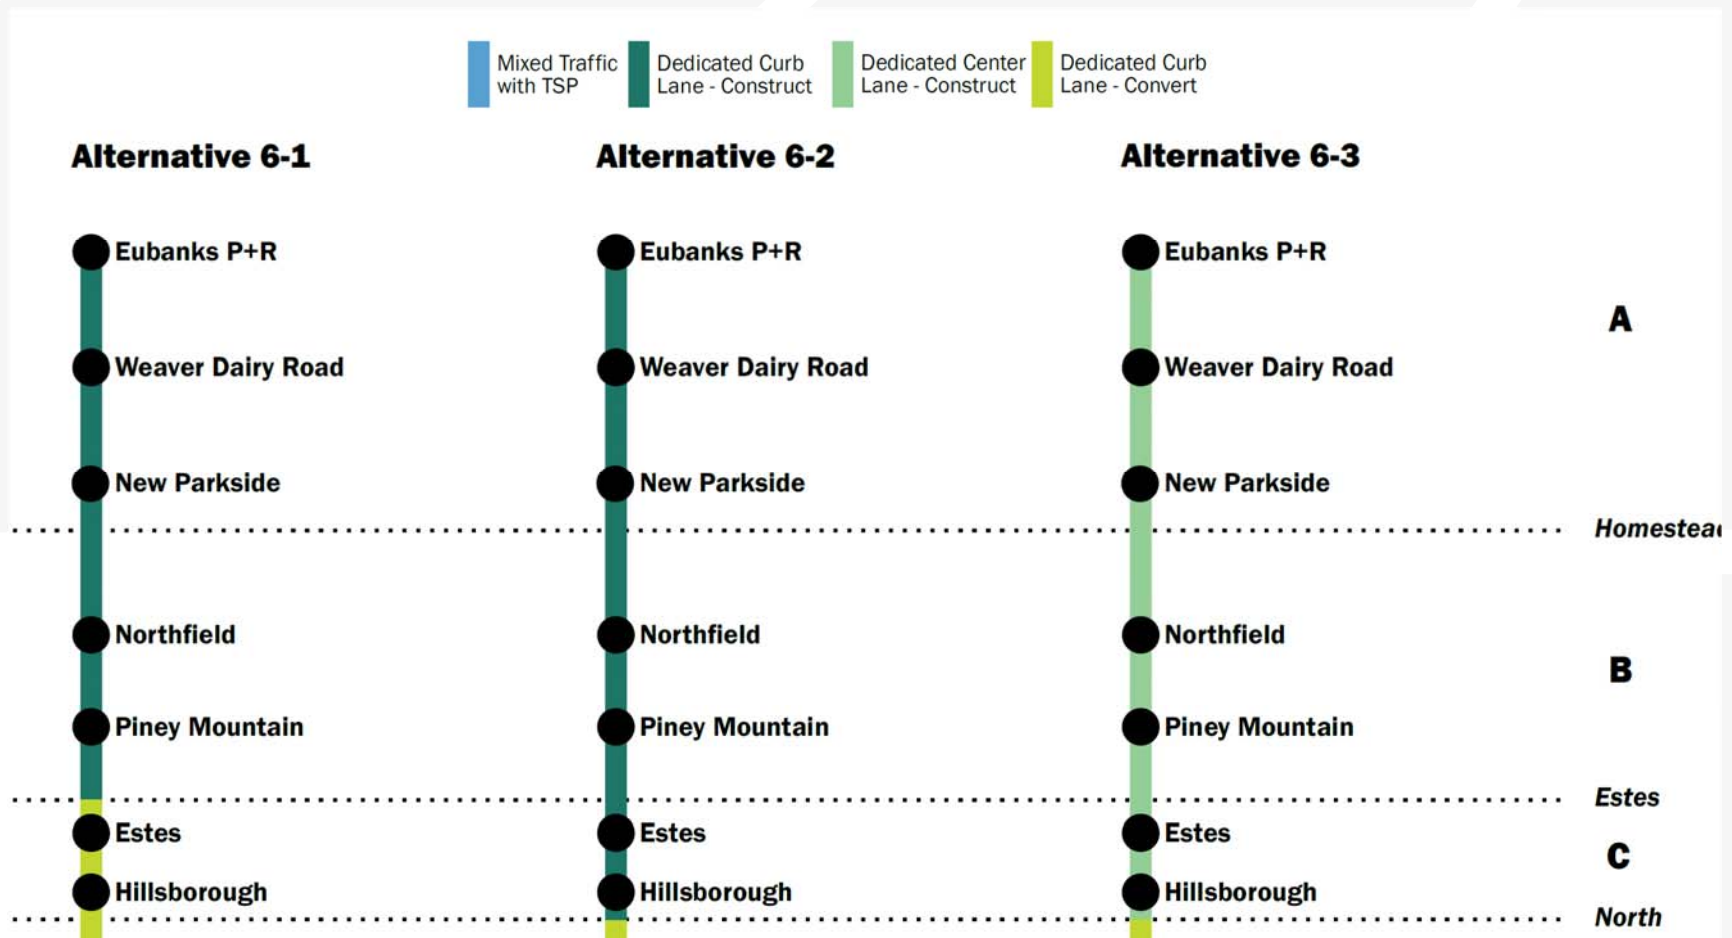 Mixed Traffic
with TSP
Dedicated Curb
Lane - Construct
Dedicated Center
Lane - Construct
Dedicated Curb
Lane - Convert
Alternative 6-1
Alternative 6-2
Alternative 6-3
Eubanks P+R
Eubanks P+R
Eubanks P+R
A
Weaver Dairy Road
Weaver Dairy Road
Weaver Dairy Road
New Parkside
New Parkside
New Parkside
Northfield
Northfield
Northfield
B
Piney Mountain
Piney Mountain
Piney Mountain
Estes
Estes
Estes
Estes
C
Hillsborough
Hillsborough
Hillsborough
North